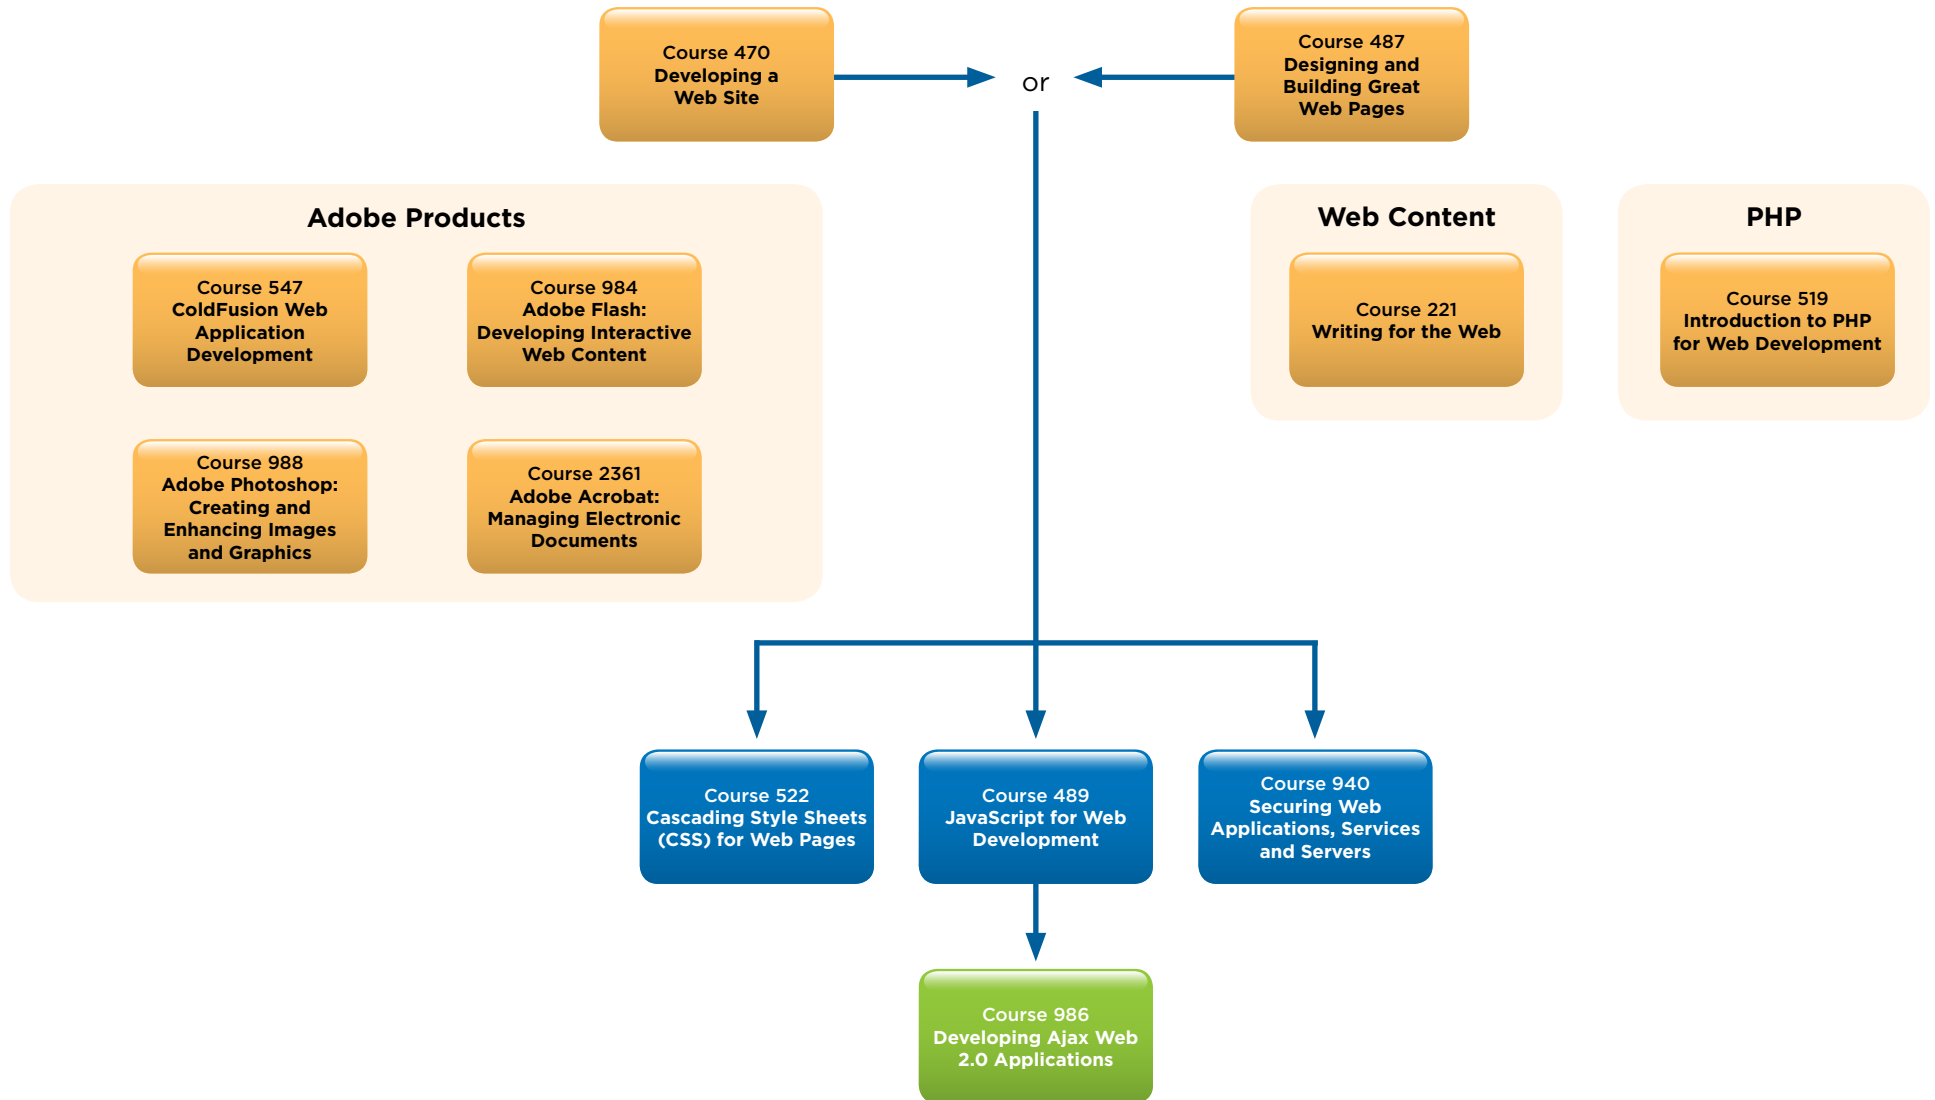 Course 470
Developing a
Web Site
or
Course 487
Designing and
Building Great
Web Pages
Adobe Products
Course 547
ColdFusion Web
Application
Development
Course 984
Adobe Flash:
Developing Interactive
Web Content
Course 988
Adobe Photoshop:
Creating and
Enhancing Images
and Graphics
Course 2361
Adobe Acrobat:
Managing Electronic
Documents
Web Content
Course 221
Writing for the Web
PHP
Course 519
Introduction to PHP
for Web Development
Course 522
Cascading Style Sheets
(CSS) for Web Pages
Course 489
JavaScript for Web
Development
Course 940
Securing Web
Applications, Services
and Servers
Course 986
Developing Ajax Web
2.0 Applications